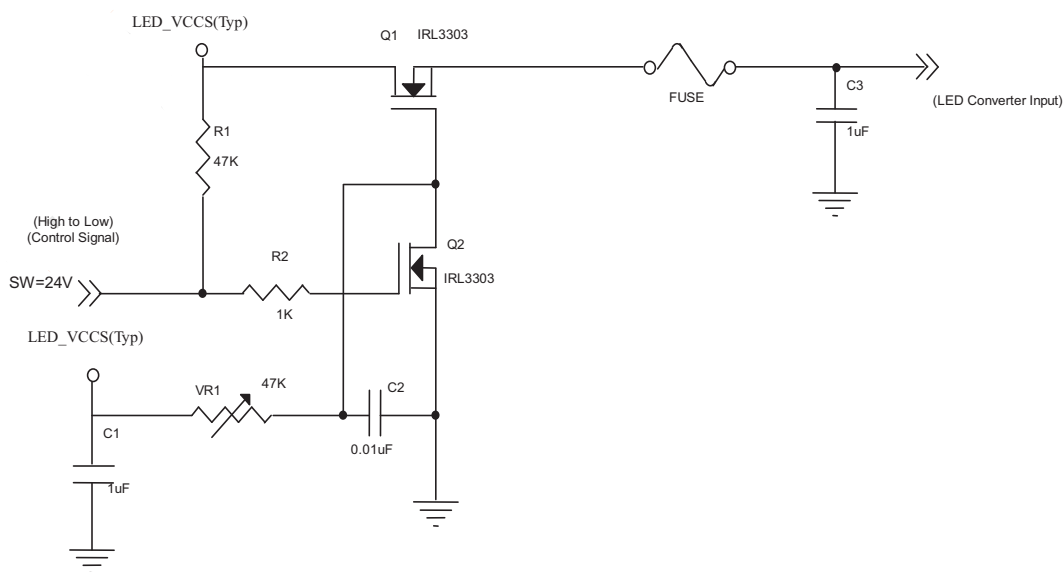 LED_VCCS(Typ)
Q1
IRL3303
FUSE
C3
(LED Converter Input)
1uF
R1
47K
(High to Low)
(Control Signal)
SW=24V
R2
1K
Q2
IRL3303
LED_VCCS(Typ)
VR1
47K
C2
C1
0.01uF
1uF